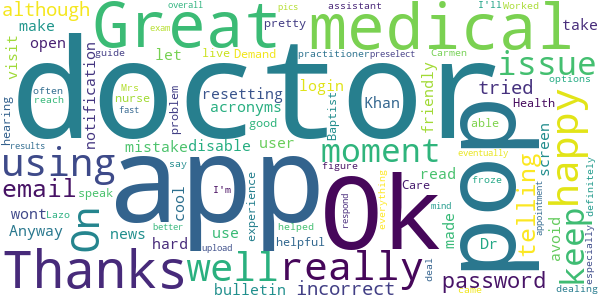 although
overall
pics
assistant
I'll
Worked
make
Great
exam
medical
pretty
take
visit
open
notification
guide
let
live
Demand
practitioner
preselect
Carmen
issue
doctor
often
reach
Mrs
nurse
fast
problem
resetting
acronyms
good
login
Khan
friendly
tried
options
Health
hearing
results
mistake
disable
user
Baptist
able
screen
pop
happy
using
app
moment
eventually
say
I'm
ok
figure
Care
read
telling
froze
definitely
email
On
cool
use
experience
respond
everything
made
Dr
keep
avoid
appointment
especially
wont
Lazo
speak
Anyway
news
better
hard
helped
helpful
mind
Thanks
upload
well
really
deal
password
bulletin
incorrect
came
dealing